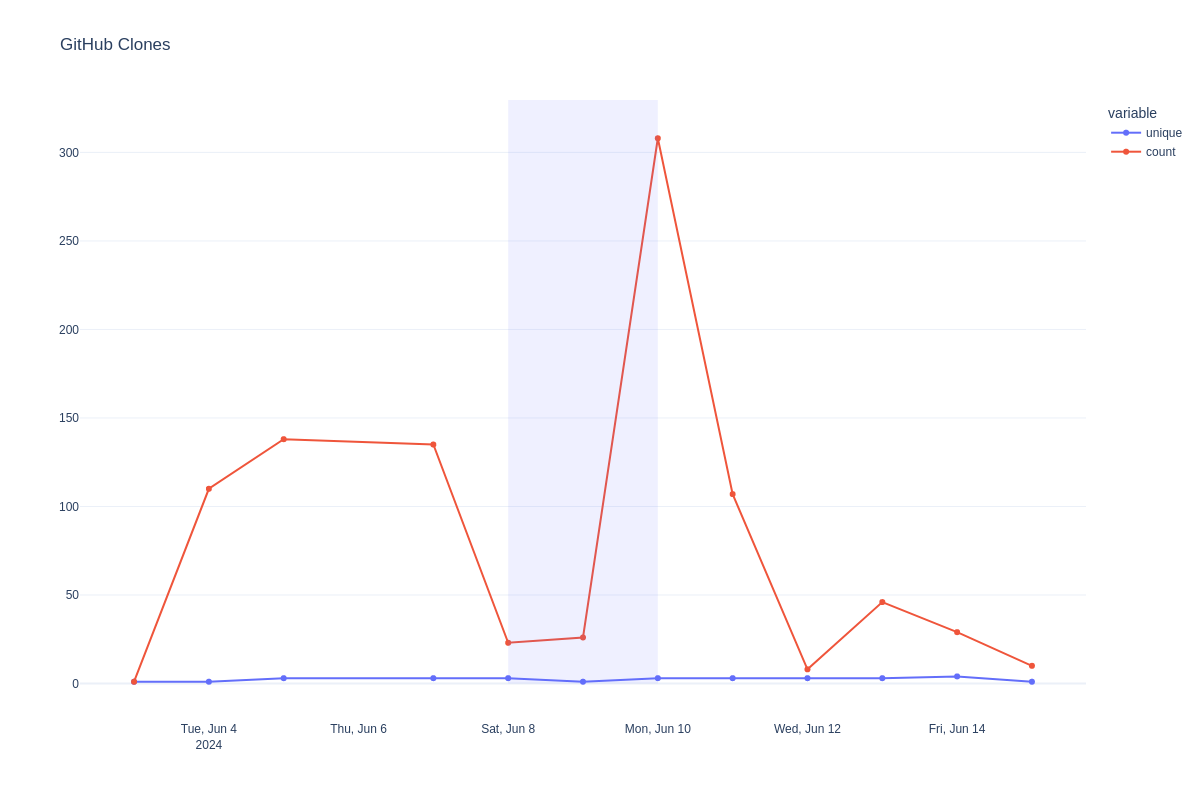 GitHub Clones
variable
unique
count
300
250
200
150
100
50
0
Tue, Jun 4
2024
Thu, Jun 6
Sat, Jun 8
Mon, Jun 10
Wed, Jun 12
Fri, Jun 14